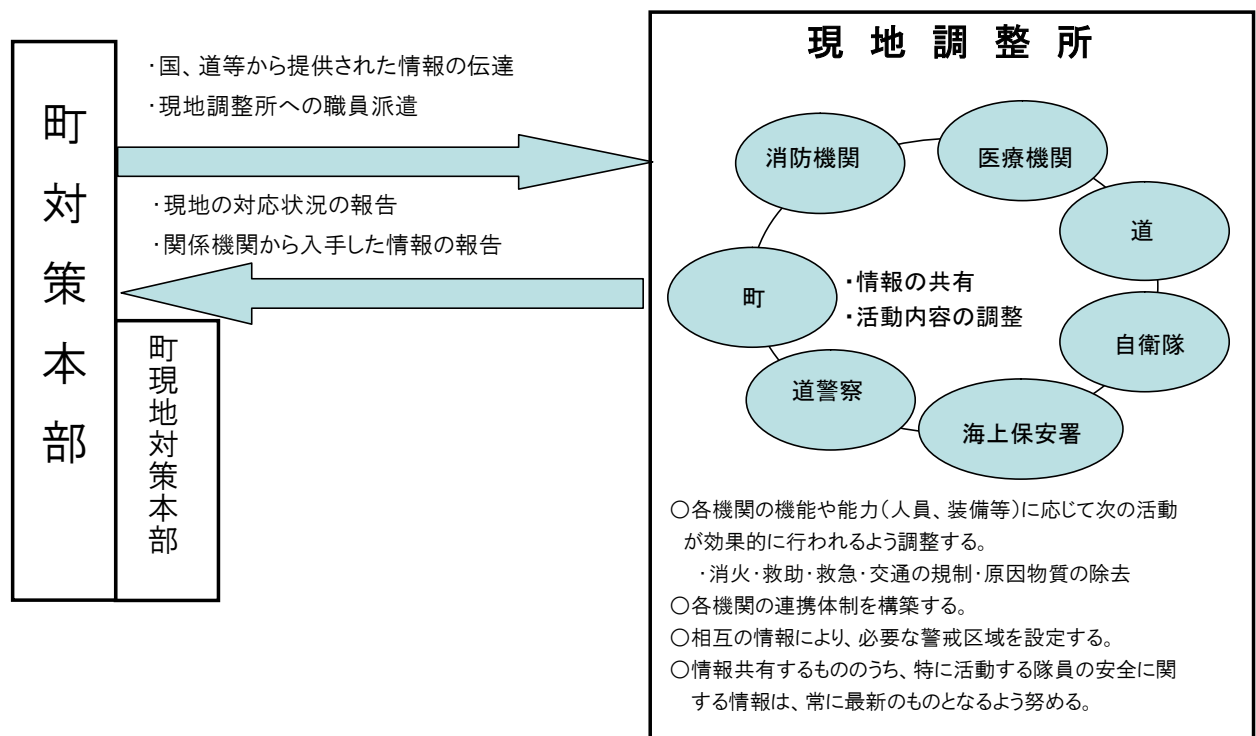 町対策本部
町現地対策本部
・国、道等から提供された情報の伝達
・現地調整所への職員派遣
・現地の対応状況の報告
・関係機関から入手した情報の報告
現地調整所
消防機関
医療機関
道
自衛隊
海上保安署
道警察
町
・情報の共有
・活動内容の調整
○各機関の機能や能力(人員、装備等)に応じて次の活動
が効果的に行われるよう調整する。
・消火・救助・救急・交通の規制・原因物質の除去
○各機関の連携体制を構築する。
○相互の情報により、必要な警戒区域を設定する。
○情報共有するもののうち、特に活動する隊員の安全に関
する情報は、常に最新のものとなるよう努める。